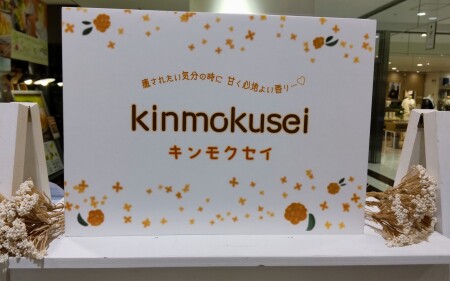 癒されたい気分の時に 甘く心地よい香り…♡
kinmokusei
キンモクセイ